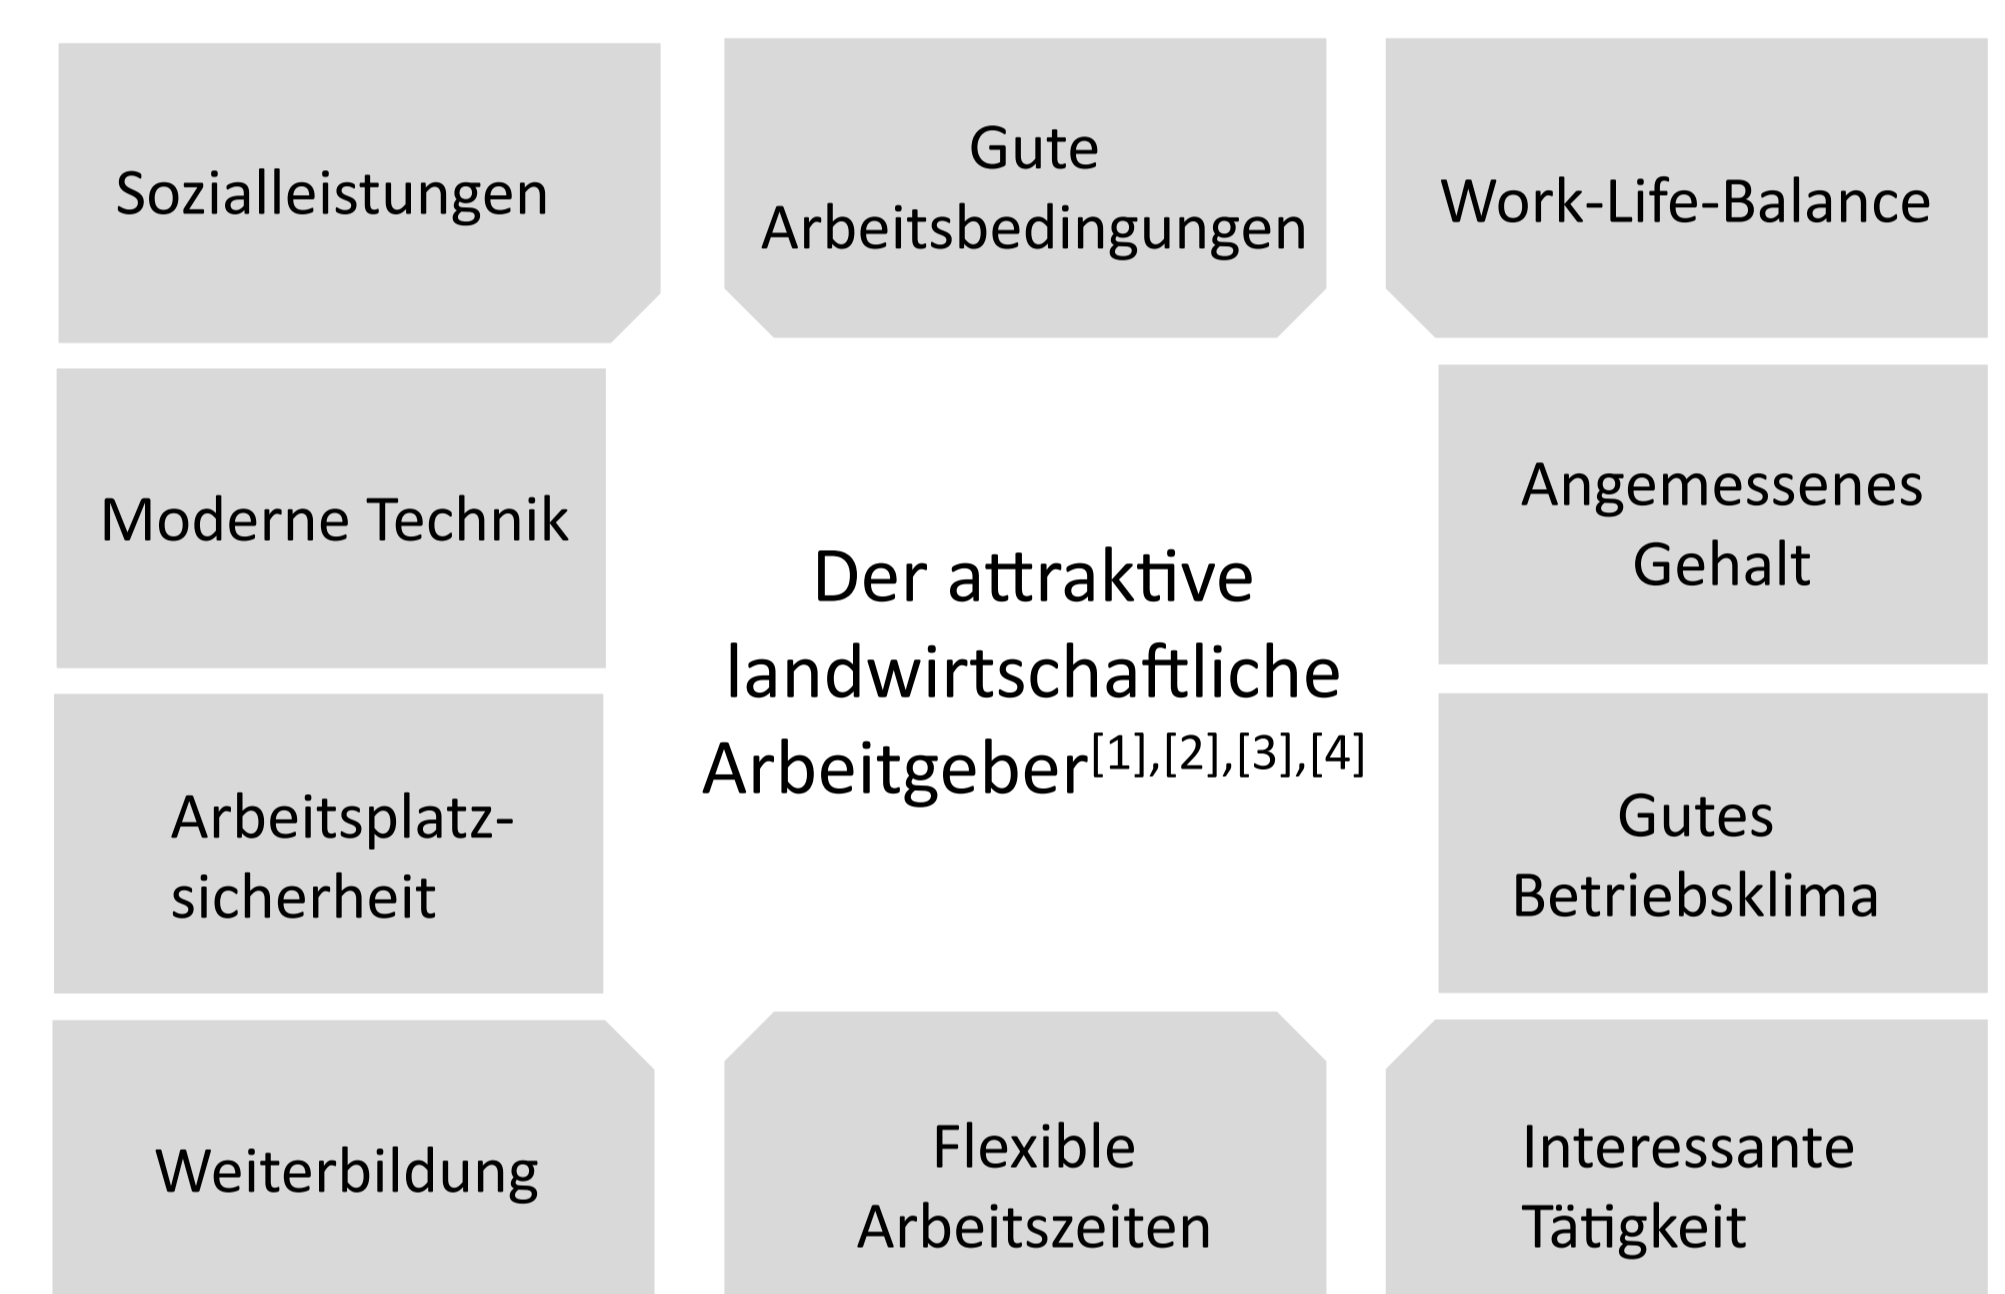 Sozialleistungen
Gute
Arbeitsbedingungen
Work-Life-Balance
Moderne Technik
Angemessenes
Gehalt
Der attraktive
landwirtschaftliche
Arbeitgeber[1],[2],[3],[4]
Arbeitsplatz-
sicherheit
Gutes
Betriebsklima
Weiterbildung
Flexible
Arbeitszeiten
Interessante
Tätigkeit